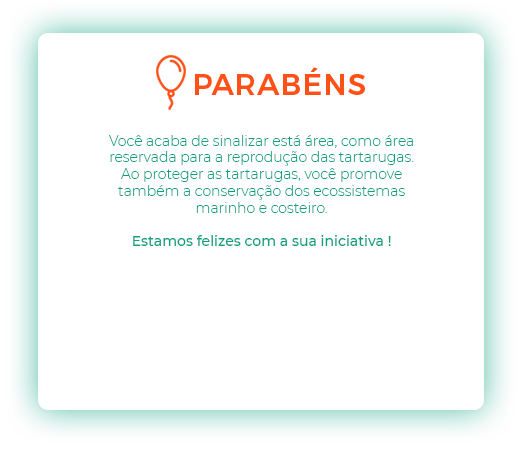 PARABÉNS
Você acaba de sinalizar está área, como área
reservada para a reprodução das tartarugas.
Ao proteger as tartarugas, você promove
também a conservação dos ecossistemas
marinho e costeiro.
Estamos felizes com a sua iniciativa !